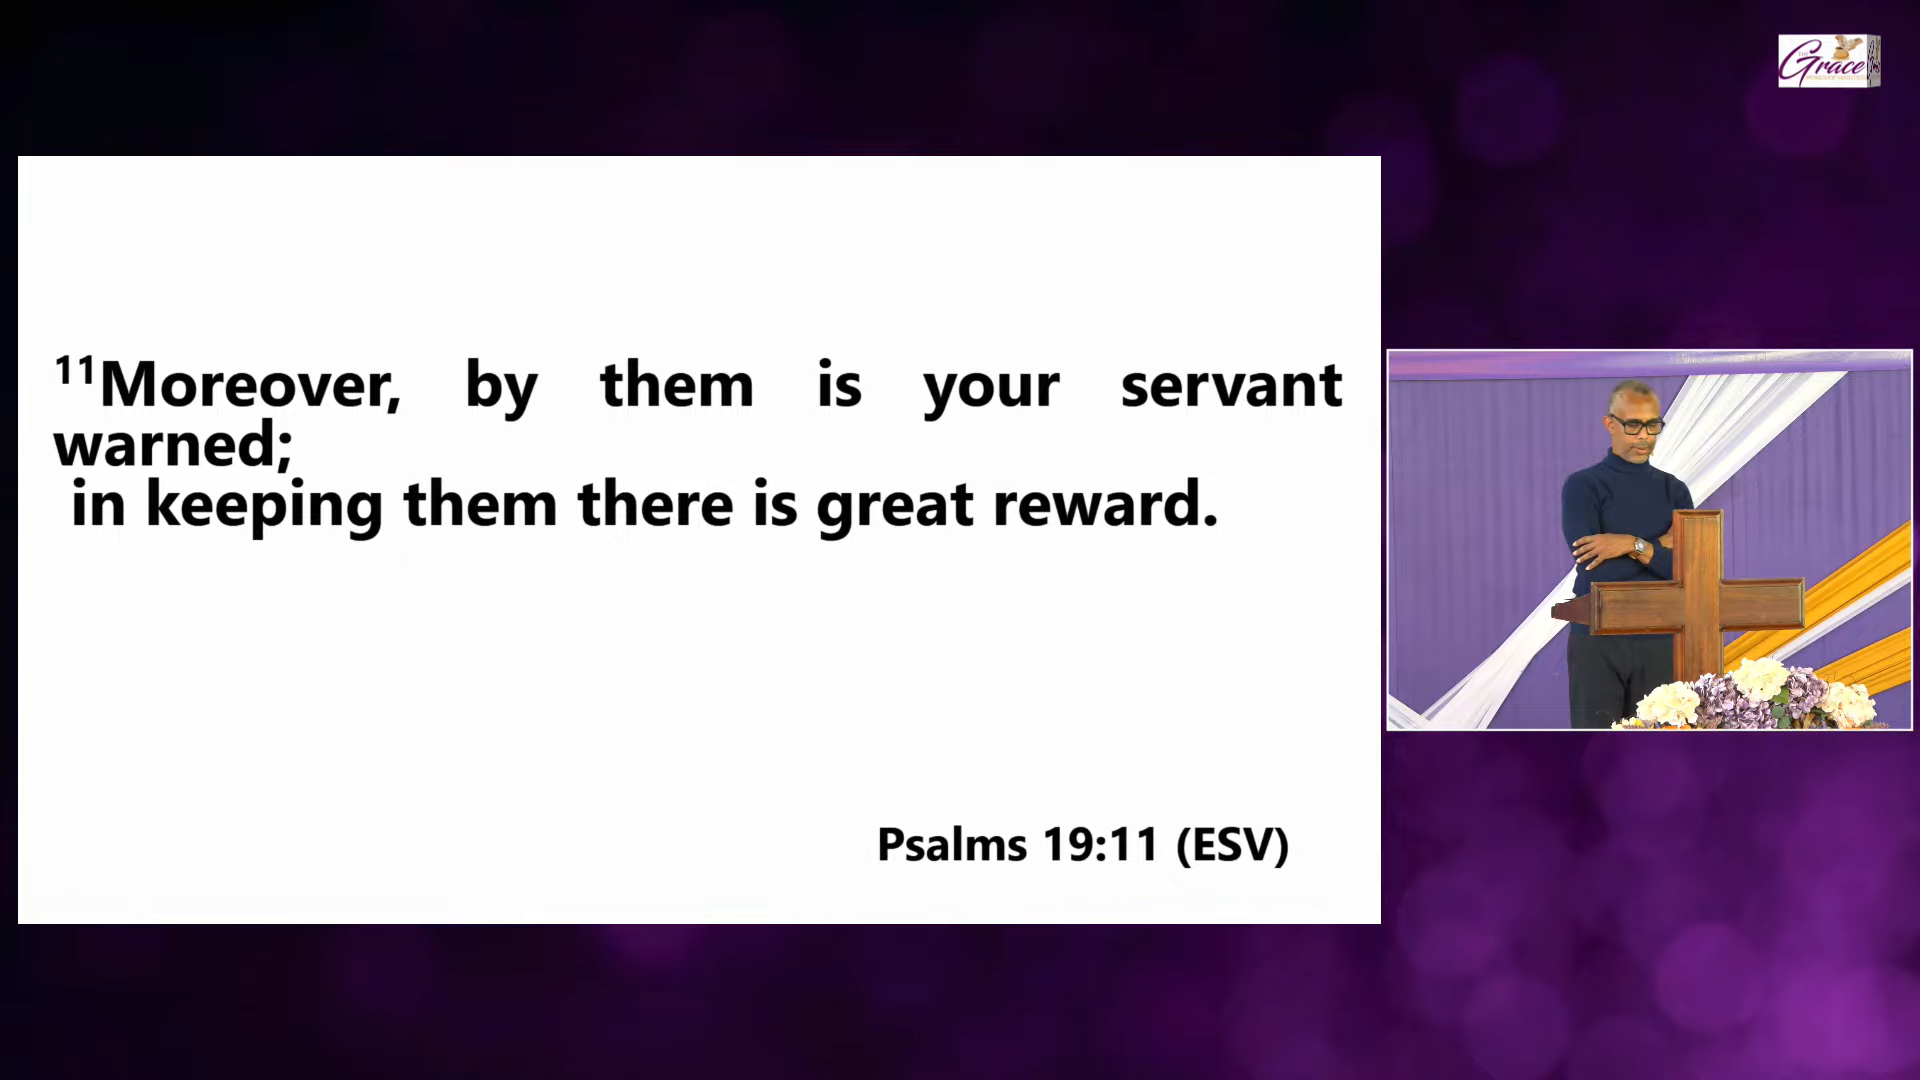 Grace
¹¹Moreover, by them is your servant
warned;
in keeping them there is great reward.
Psalms 19:11 (ESV)